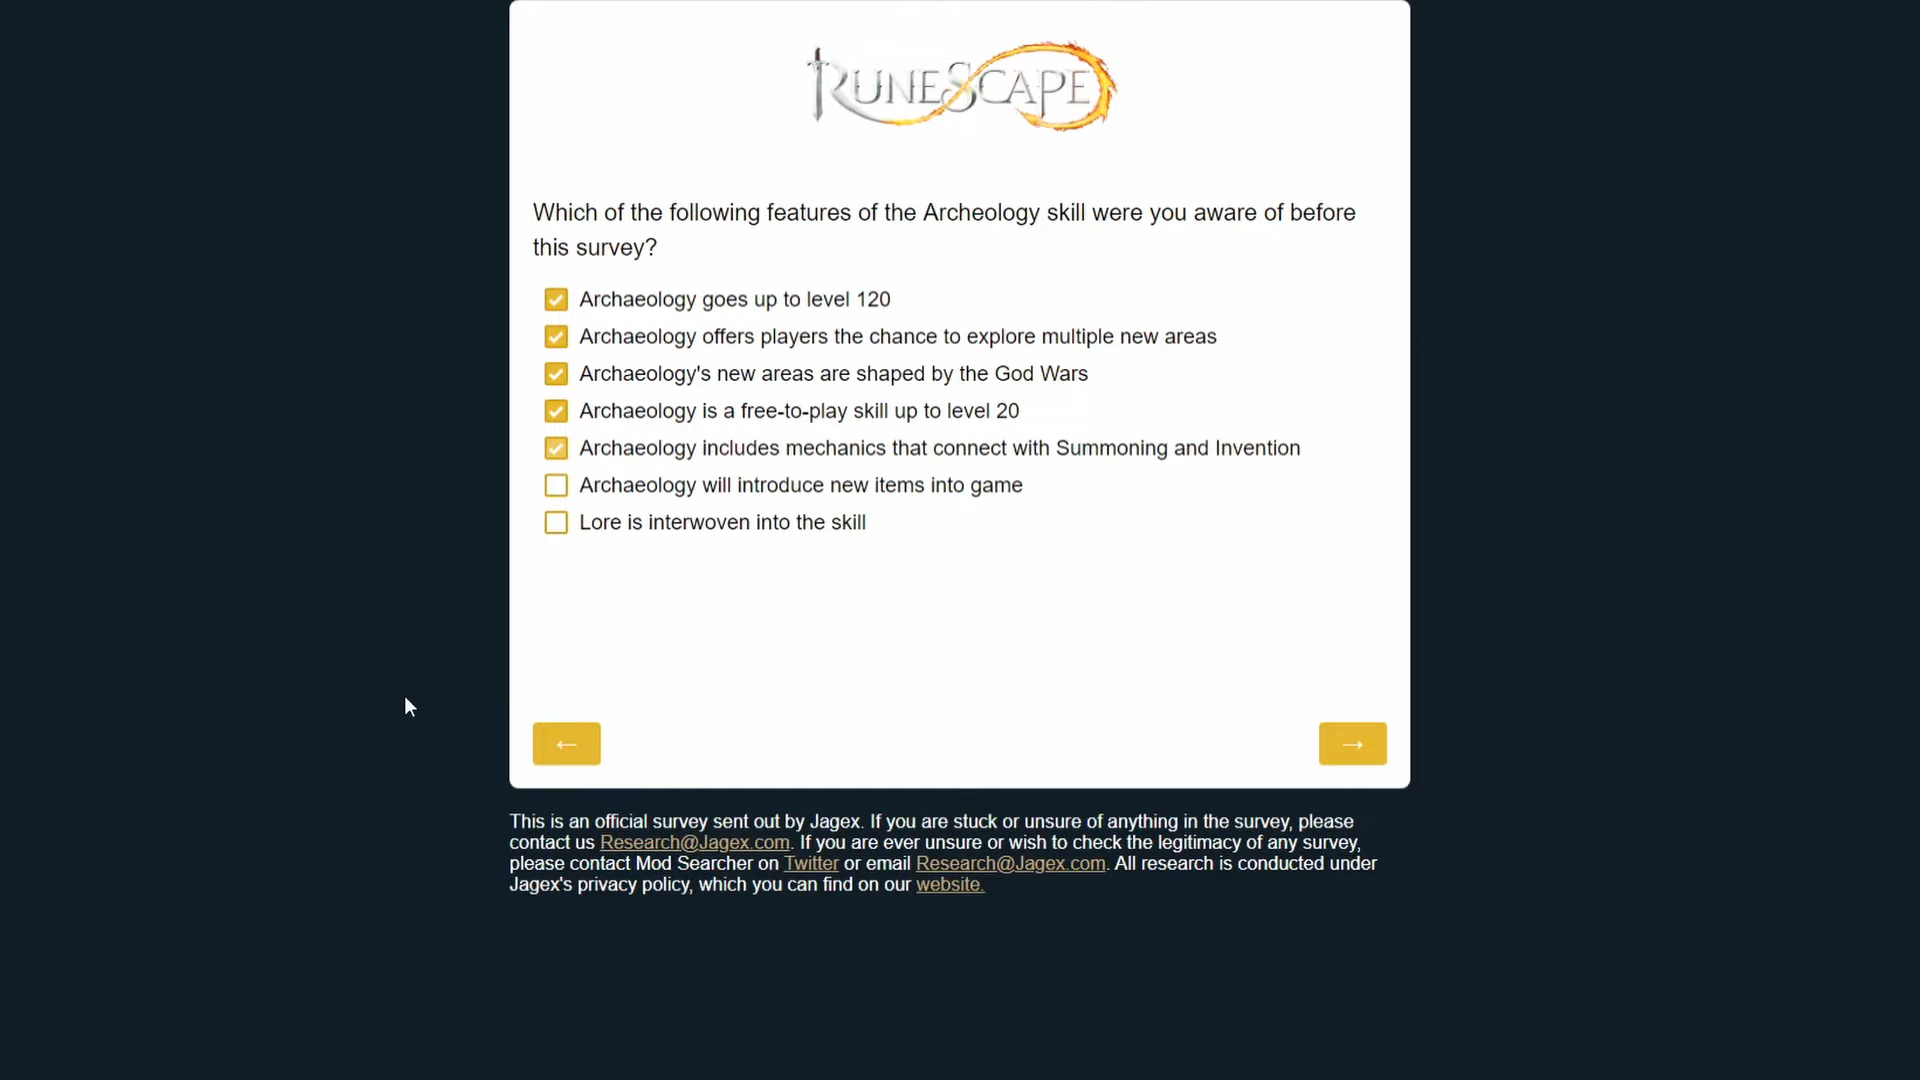 RUNESCAPE
Which of the following features of the Archeology skill were you aware of before
this survey?
Archaeology goes up to level 120
Archaeology offers players the chance to explore multiple new areas
Archaeology's new areas are shaped by the God Wars
Archaeology is a free-to-play skill up to level 20
Archaeology includes mechanics that connect with Summoning and Invention
Archaeology will introduce new items into game
Lore is interwoven into the skill
← →
This is an official survey sent out by Jagex. If you are stuck or unsure of anything in the survey, please
contact us Research@Jagex.com. If you are ever unsure or wish to check the legitimacy of any survey,
please contact Mod Searcher on Twitter or email Research@Jagex.com. All research is conducted under
Jagex's privacy policy, which you can find on our website.